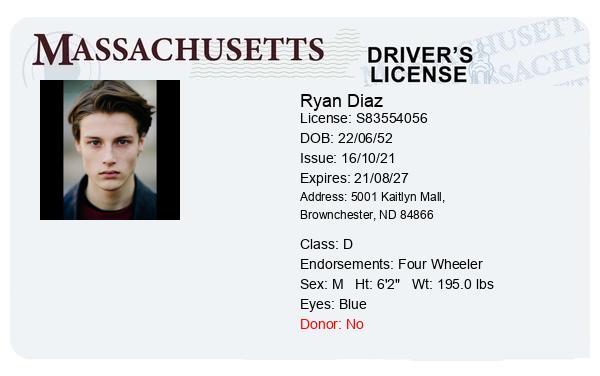 MASSACHUSETTS
DRIVER'S
LICENSE
Ryan Diaz
License: S83554056
DOB: 22/06/52
Issue: 16/10/21
Expires: 21/08/27
Address: 5001 Kaitlyn Mall,
Brownchester, ND 84866
Class: D
Endorsements: Four Wheeler
Sex: M Ht: 6'2" Wt: 195.0 lbs
Eyes: Blue
Donor: No